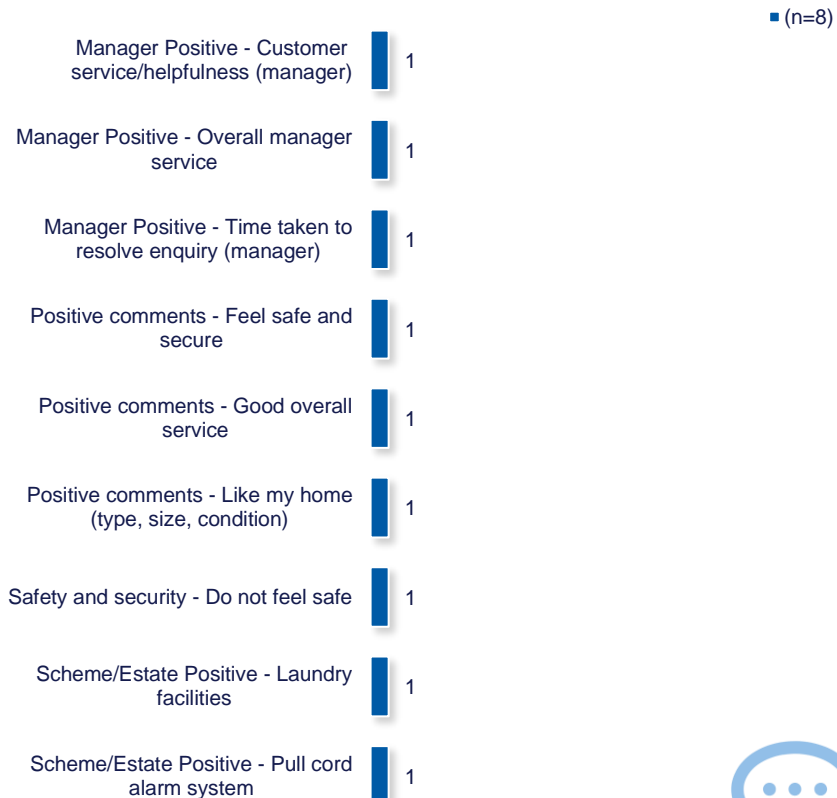 (n=8)
Manager Positive - Customer
service/helpfulness (manager)
1
Manager Positive - Overall manager
service
1
Manager Positive - Time taken to
resolve enquiry (manager)
1
Positive comments - Feel safe and
secure
1
Positive comments - Good overall
service
1
Positive comments - Like my home
(type, size, condition)
1
Safety and security - Do not feel safe
1
Scheme/Estate Positive - Laundry
facilities
1
Scheme/Estate Positive - Pull cord
alarm system
1